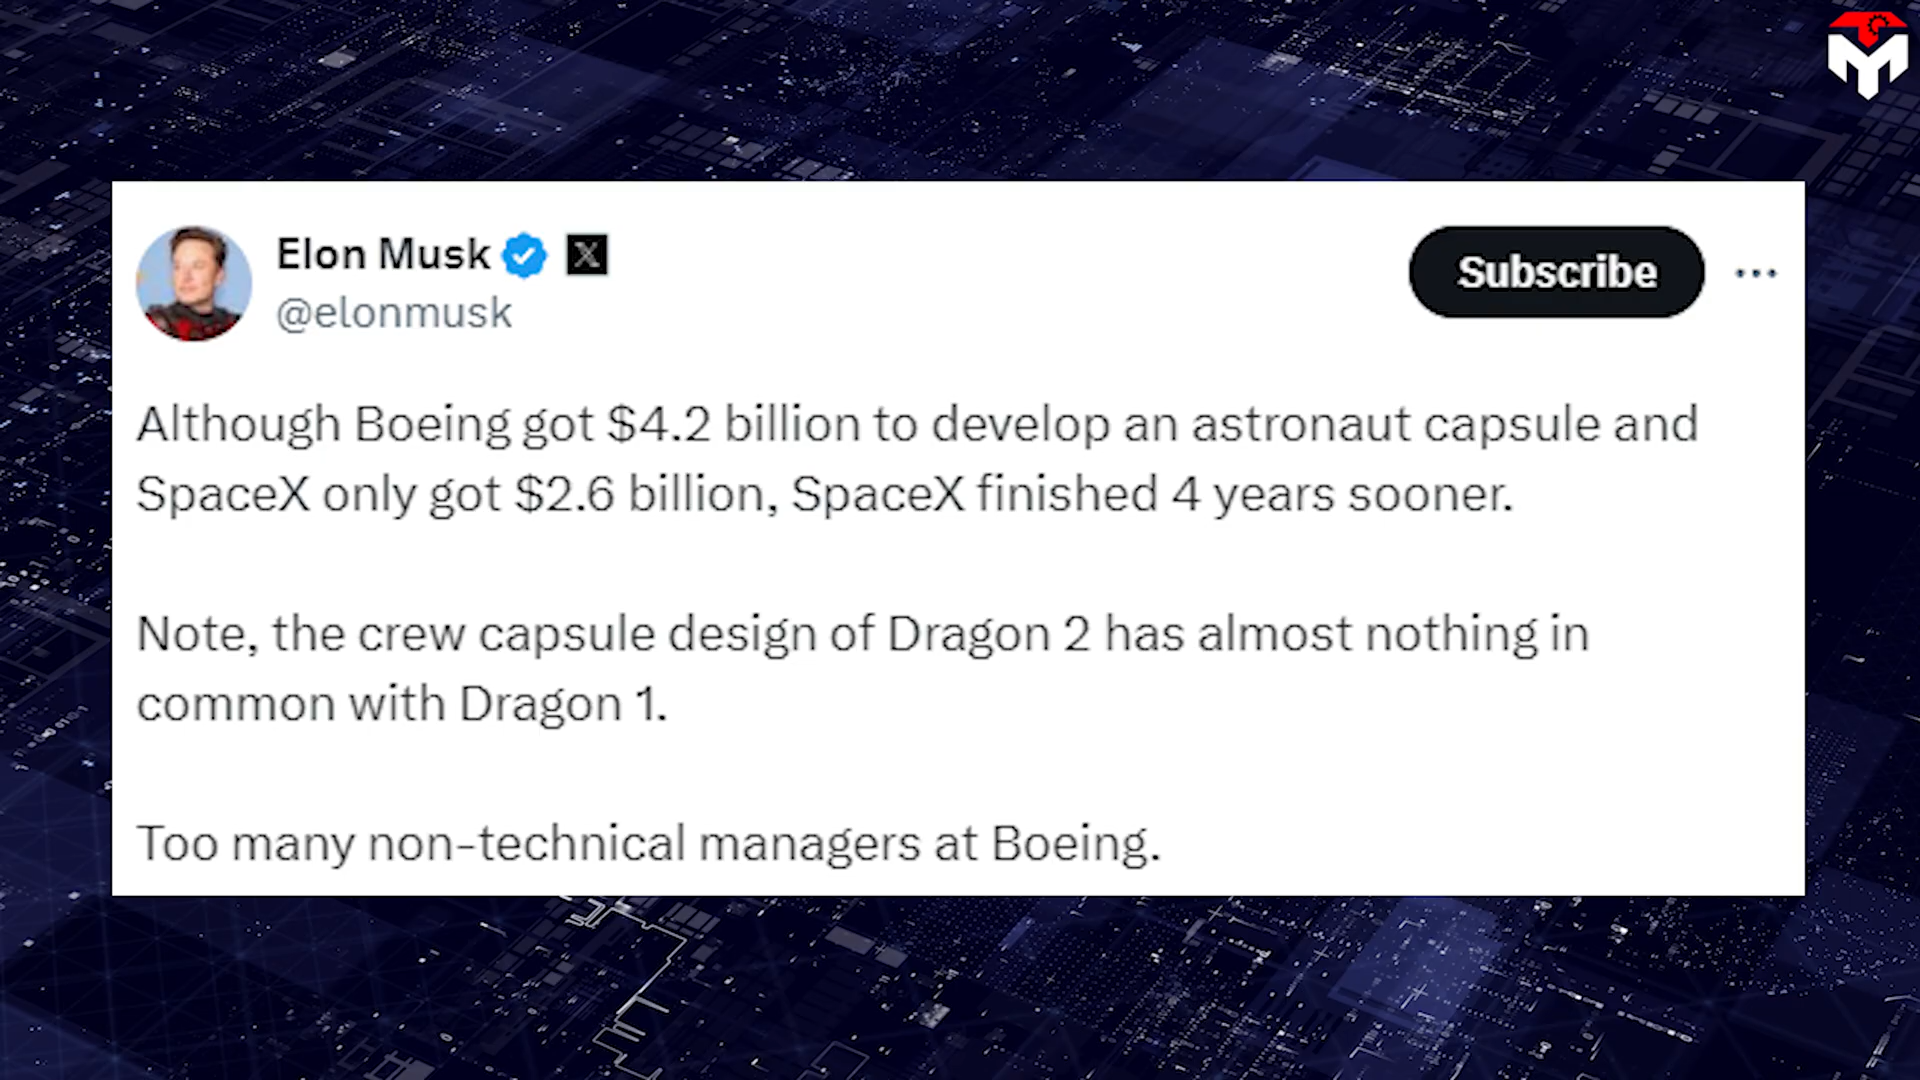 Elon Musk
@elonmusk
Subscribe
Although Boeing got $4.2 billion to develop an astronaut capsule and
SpaceX only got $2.6 billion, SpaceX finished 4 years sooner.
Note, the crew capsule design of Dragon 2 has almost nothing in
common with Dragon 1.
Too many non-technical managers at Boeing.